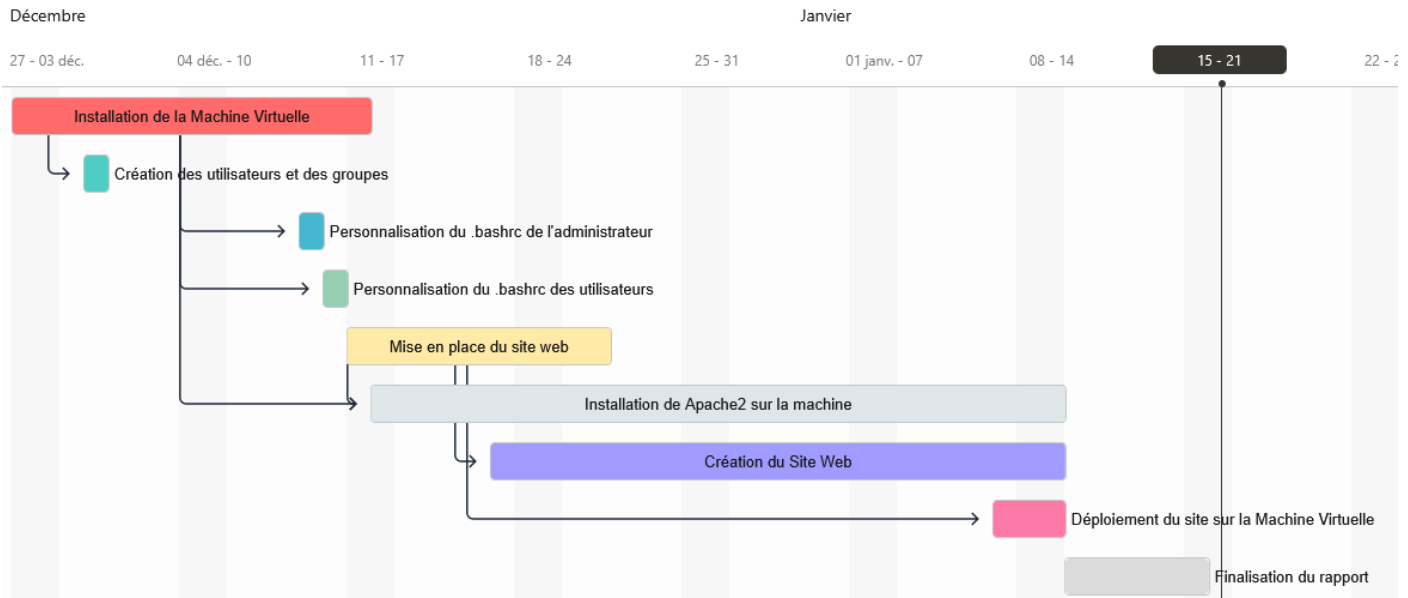 Décembre Janvier
27 - 03 déc. 04 déc. - 10 11 - 17 18 - 24 25 - 31 01 janv. - 07 08 - 14 15 - 21 22 - 2
Installation de la Machine Virtuelle
Création des utilisateurs et des groupes
Personnalisation du .bashrc de l'administrateur
Personnalisation du .bashrc des utilisateurs
Mise en place du site web
Installation de Apache2 sur la machine
Création du Site Web
Déploiement du site sur la Machine Virtuelle
Finalisation du rapport